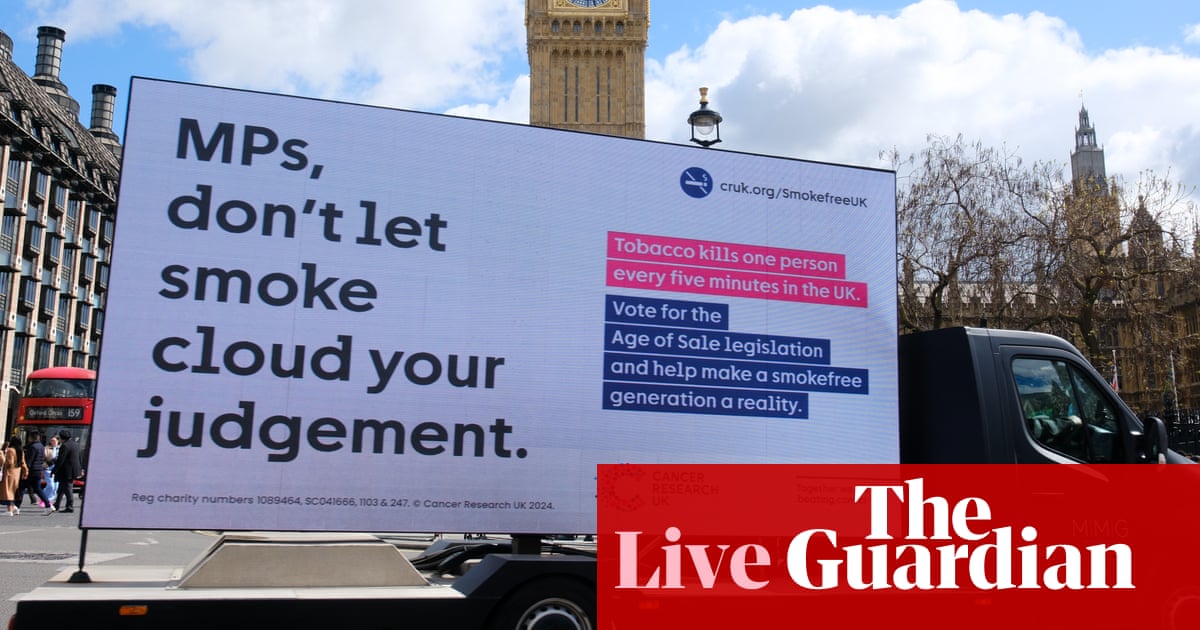 MPs,
don't let
smoke
cloud your
judgement.
Reg charity numbers 1089464, SC041666, 1103 & 247. © Cancer Research UK 2024.
cruk.org/SmokefreeUK
Tobacco kills one person
every five minutes in the UK.
Vote for the
Age of Sale legislation
and help make a smokefree
generation a reality.
CANCER
RESEARCH
UK
Oxford Circus 159
MMG
Live
The
Guardian